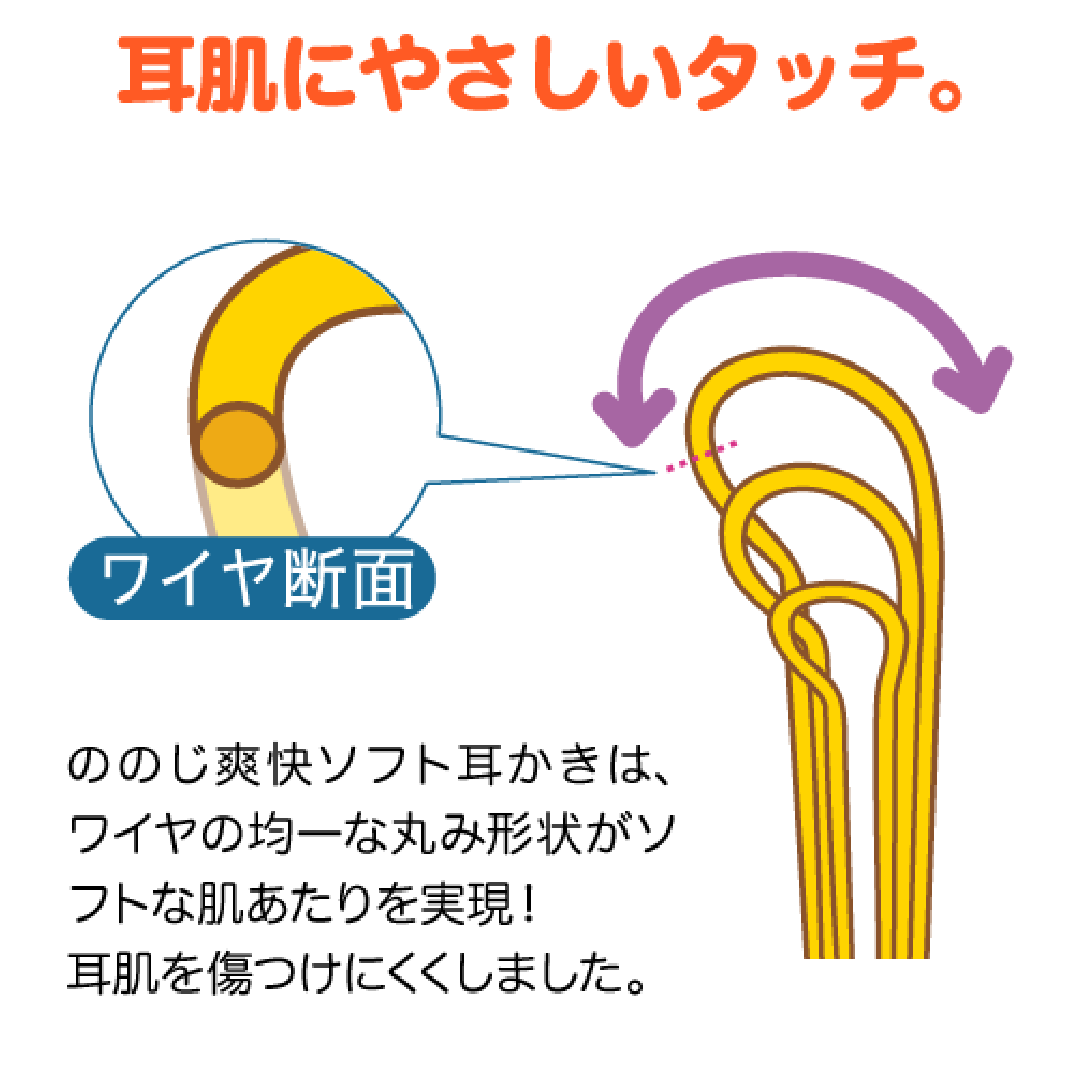 耳肌にやさしいタッチ。
ワイヤ断面
ののじ爽快ソフト耳かきは、
ワイヤの均一な丸み形状がソ
フトな肌あたりを実現！
耳肌を傷つけにくくしました。